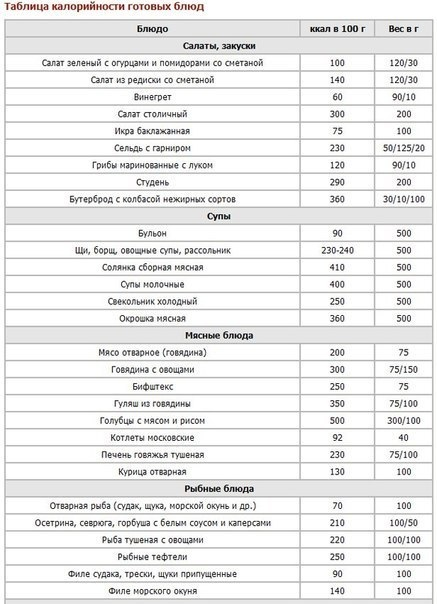 Таблица калорийности готовых блюд
Блюдо ккал в 100 г Вес в г
Салаты, закуски
Салат зеленый с огурцами и помидорами со сметаной 100 120/30
Салат из редиски со сметаной 140 120/30
Винегрет 60 90/10
Салат столичный 300 200
Икра баклажанная 75 100
Сельдь с гарниром 230 50/125/20
Грибы маринованные с луком 120 90/10
Студень 290 200
Бутерброд с колбасой нежирных сортов 360 30/10/100
Супы
Бульон 90 500
Щи, борщ, овощные супы, рассольник 230-240 500
Солянка сборная мясная 410 500
Супы молочные 400 500
Свекольник холодный 250 500
Окрошка мясная 360 500
Мясные блюда
Мясо отварное (говядина) 200 75
Говядина с овощами 300 75/150
Бифштекс 250 75
Гуляш из говядины 350 75/100
Голубцы с мясом и рисом 500 300/100
Котлеты московские 92 40
Печень говяжья тушеная 230 75/100
Курица отварная 130 100
Рыбные блюда
Отварная рыба (судак, щука, морской окунь и др.) 70 100
Осетрина, севрюга, горбуша с белым соусом и каперсами 210 100/50
Рыба тушеная с овощами 220 100/100
Рыбные тефтели 250 100/100
Филе судака, трески, щуки припущенные 90 100
Филе морского окуня 140 100